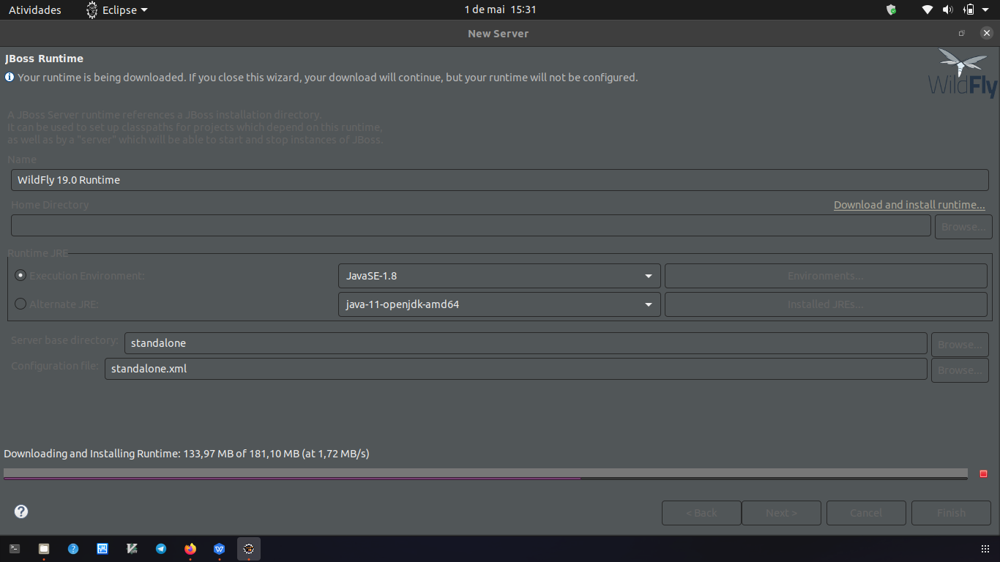 Atividades
Eclipse
1 de mai 15:31
New Server
JBoss Runtime
Your runtime is being downloaded. If you close this wizard, your download will continue, but your runtime will not be configured.
WildFly
A JBoss Server runtime references a JBoss installation directory.
It can be used to set up classpaths for projects which depend on this runtime,
as well as by a "server" which will be able to start and stop instances of JBoss.
Name
WildFly 19.0 Runtime
Home Directory
Download and install runtime...
Browse...
Runtime JRE
Execution Environment:
JavaSE-1.8
Environments...
Alternate JRE:
java-11-openjdk-amd64
Installed JREs...
Server base directory:
standalone
Browse...
Configuration file:
standalone.xml
Browse...
Downloading and Installing Runtime: 133,97 MB of 181,10 MB (at 1,72 MB/s)
?
< Back
Next >
Cancel
Finish